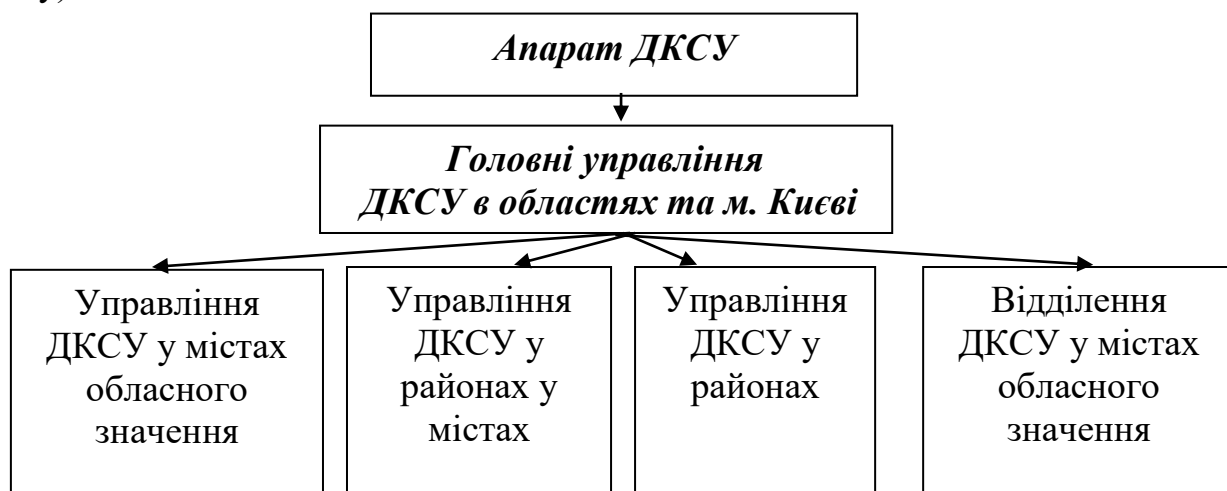 у,
Апарат ДКСУ
Головні управління
ДКСУ в областях та м. Києві
Управління
ДКСУ у містах
обласного
значення
Управління
ДКСУ у
районах у
містах
Управління
ДКСУ у
районах
Відділення
ДКСУ у містах
обласного
значення